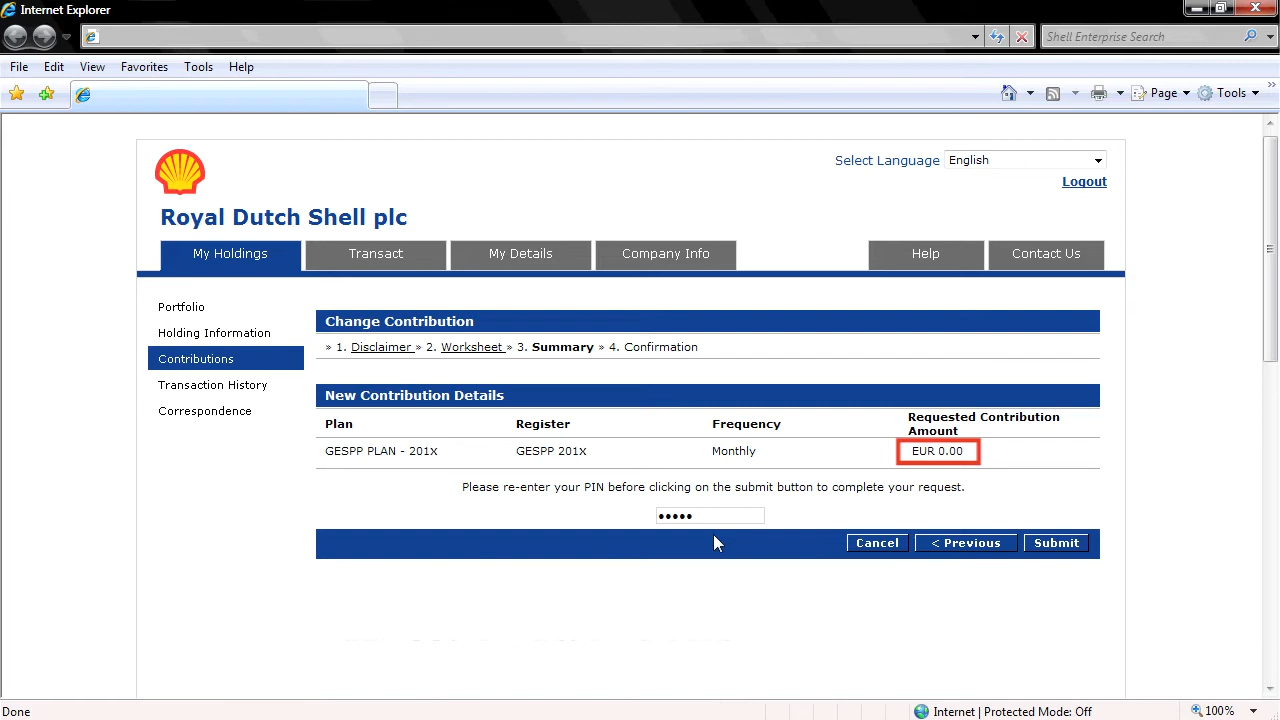 Internet Explorer
Shell Enterprise Search
File Edit View Favorites Tools Help
Page Tools
Select Language English
Logout
Royal Dutch Shell plc
My Holdings Transact My Details Company Info Help Contact Us
Portfolio
Holding Information
Contributions
Transaction History
Correspondence
Change Contribution
» 1. Disclaimer » 2. Worksheet » 3. Summary » 4. Confirmation
New Contribution Details
Plan Register Frequency Requested Contribution
Amount
GESPP PLAN - 201X GESPP 201X Monthly EUR 0.00
Please re-enter your PIN before clicking on the submit button to complete your request.
•••••
Cancel < Previous Submit
Done Internet | Protected Mode: Off 100%